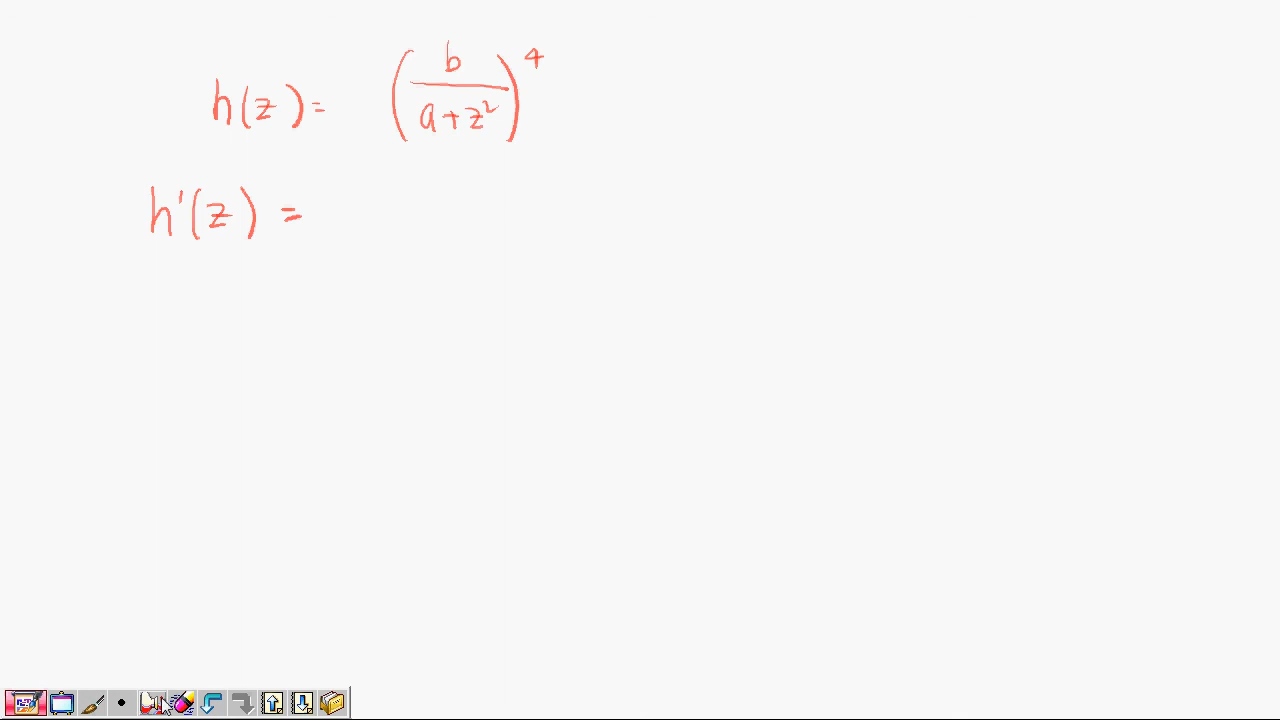 h(z) = (b/(a+z²))⁴
h'(z) =